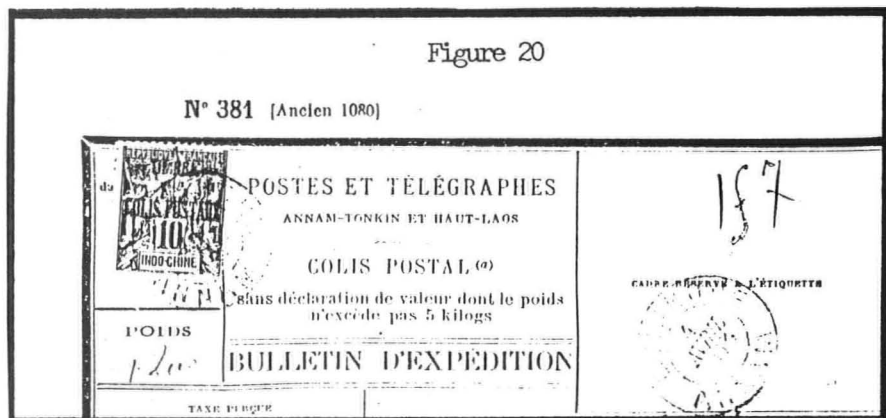 Figure 20
N° 381 (Ancien 1080)
du
COLIS POSTAUX
10
INDO-CHINE
POSTES ET TÉLÉGRAPHES
ANNAM-TONKIN ET HAUT-LAOS
COLIS POSTAL (a)
sans déclaration de valeur dont le poids
n'excède pas 5 kilogs
BULLETIN D'EXPÉDITION
POIDS
TAXE PERÇUE
CADRE RÉSERVÉ A L'ÉTIQUETTE